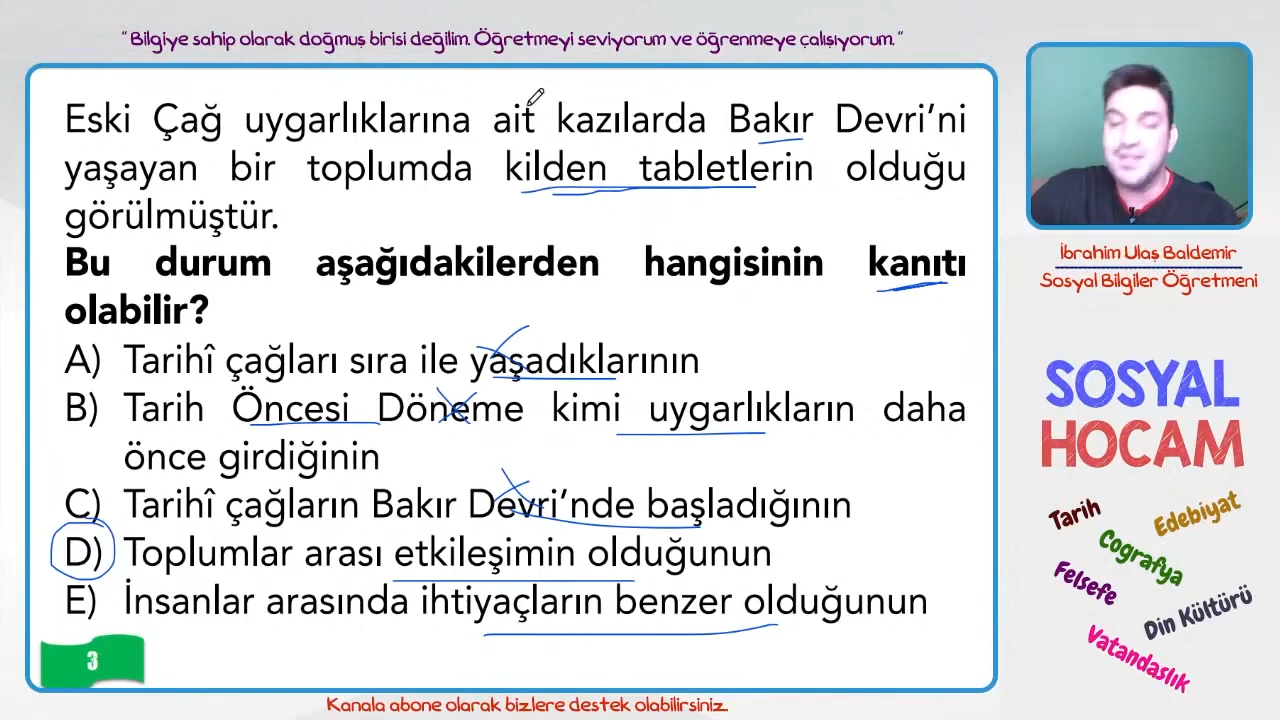 “Bilgiye sahip olarak doğmuş birisi değilim. Öğretmeyi seviyorum ve öğrenmeye çalışıyorum.”
Eski Çağ uygarlıklarına ait kazılarda Bakır Devri’ni
yaşayan bir toplumda kilden tabletlerin olduğu
görülmüştür.
Bu durum aşağıdakilerden hangisinin kanıtı
olabilir?
A) Tarihî çağları sıra ile yaşadıklarının
B) Tarih Öncesi Döneme kimi uygarlıkların daha
önce girdiğinin
C) Tarihî çağların Bakır Devri’nde başladığının
D) Toplumlar arası etkileşimin olduğunun
E) İnsanlar arasında ihtiyaçların benzer olduğunun
3
Kanala abone olarak bizlere destek olabilirsiniz.
İbrahim Ulaş Baldemir
Sosyal Bilgiler Öğretmeni
SOSYAL
HOCAM
Tarih
Edebiyat
Coğrafya
Felsefe
Din Kültürü
Vatandaşlık